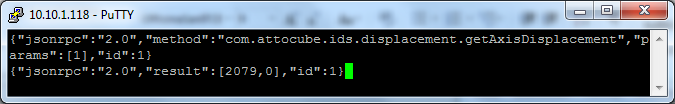 10.10.1.118 - PuTTY
{"jsonrpc":"2.0","method":"com.attocube.ids.displacement.getAxisDisplacement","p
arams":[1],"id":1}
{"jsonrpc":"2.0","result":[2079,0],"id":1}